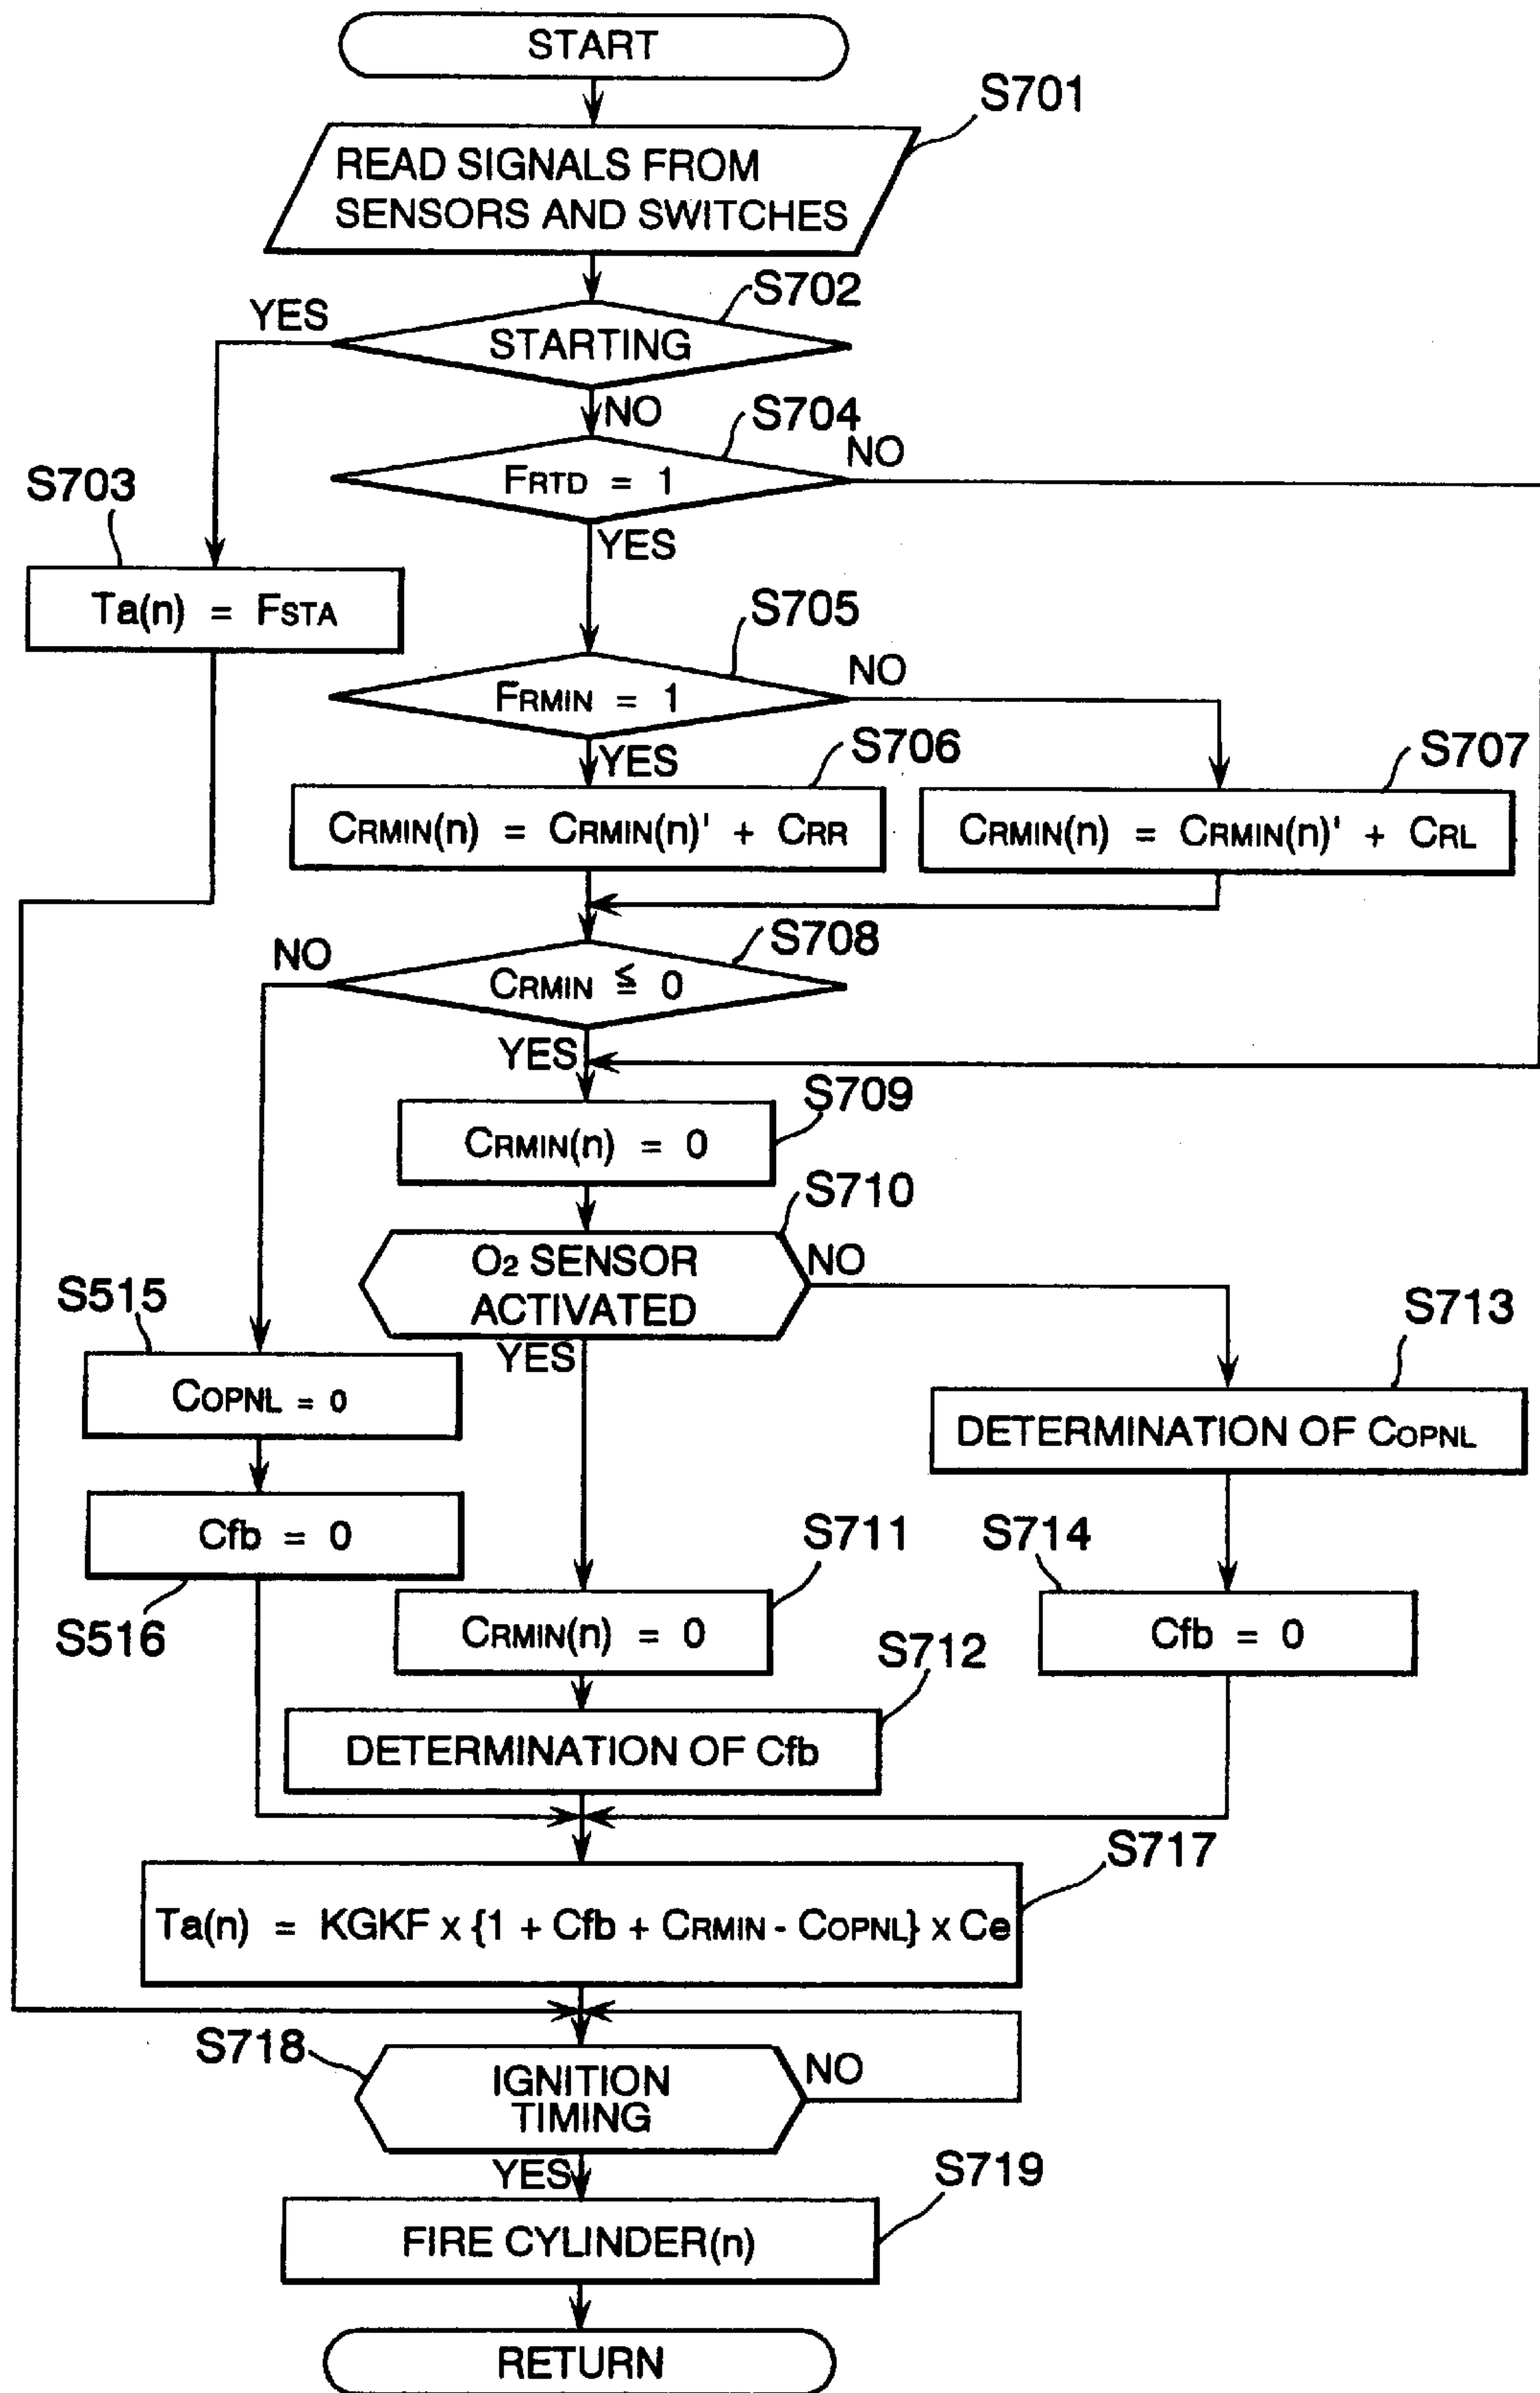 START
S701
READ SIGNALS FROM
SENSORS AND SWITCHES
S702
YES
STARTING
NO
S704
NO
S703
FRTD = 1
YES
Ta(n) = FSTA
S705
NO
FRMIN = 1
YES
S706
S707
CRMIN(n) = CRMIN(n)' + CRR
CRMIN(n) = CRMIN(n)' + CRL
S708
NO
CRMIN ≦ 0
YES
S709
CRMIN(n) = 0
S710
O2 SENSOR
ACTIVATED
NO
YES
S515
S713
COPNL = 0
DETERMINATION OF COPNL
Cfb = 0
S516
S711
S714
CRMIN(n) = 0
Cfb = 0
S712
DETERMINATION OF Cfb
S717
Ta(n) = KGKF x {1 + Cfb + CRMIN - COPNL} x Ce
S718
IGNITION
TIMING
NO
YES
S719
FIRE CYLINDER(n)
RETURN